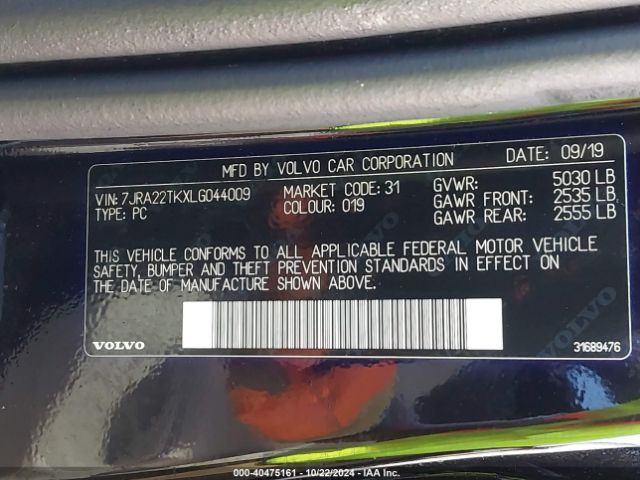 MFD BY VOLVO CAR CORPORATION DATE: 09/19
VIN: 7JRA22TKXLG044009 MARKET CODE: 31 GVWR: 5030 LB
TYPE: PC COLOUR: 019 GAWR FRONT: 2535 LB
GAWR REAR: 2555 LB
THIS VEHICLE CONFORMS TO ALL APPLICABLE FEDERAL MOTOR VEHICLE
SAFETY, BUMPER AND THEFT PREVENTION STANDARDS IN EFFECT ON
THE DATE OF MANUFACTURE SHOWN ABOVE.
VOLVO 31689476
000-40475161 - 10/22/2024 - IAA Inc.